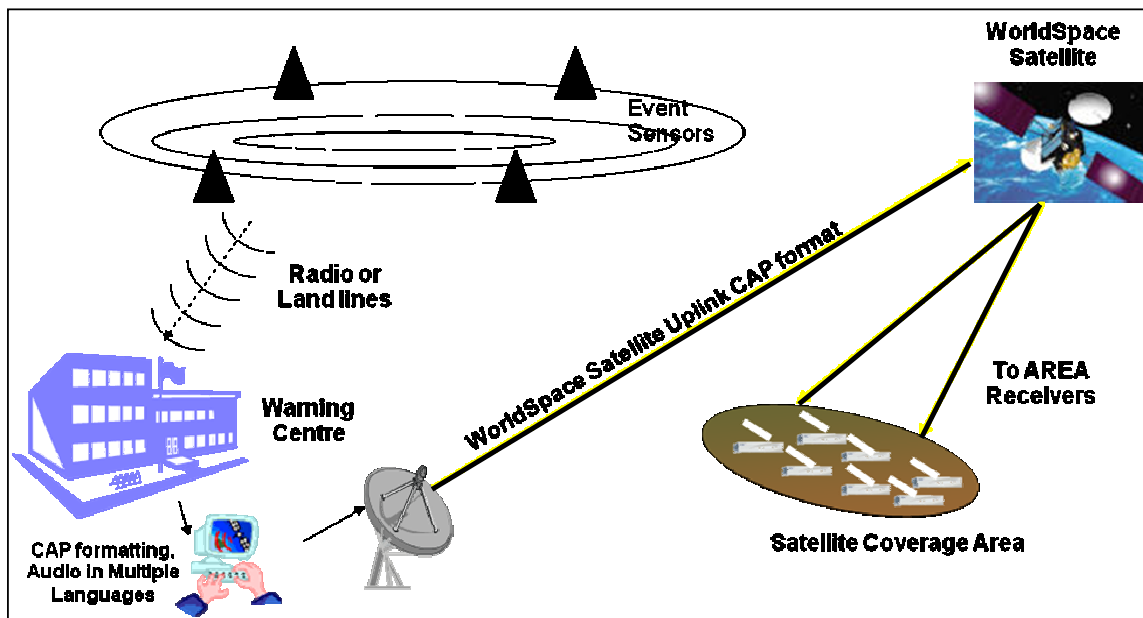 WorldSpace
Satellite
Event
Sensors
Radio or
Land lines
WorldSpace Satellite Uplink CAP format
To AREA
Receivers
Warning
Centre
Satellite Coverage Area
CAP formatting,
Audio in Multiple
Languages